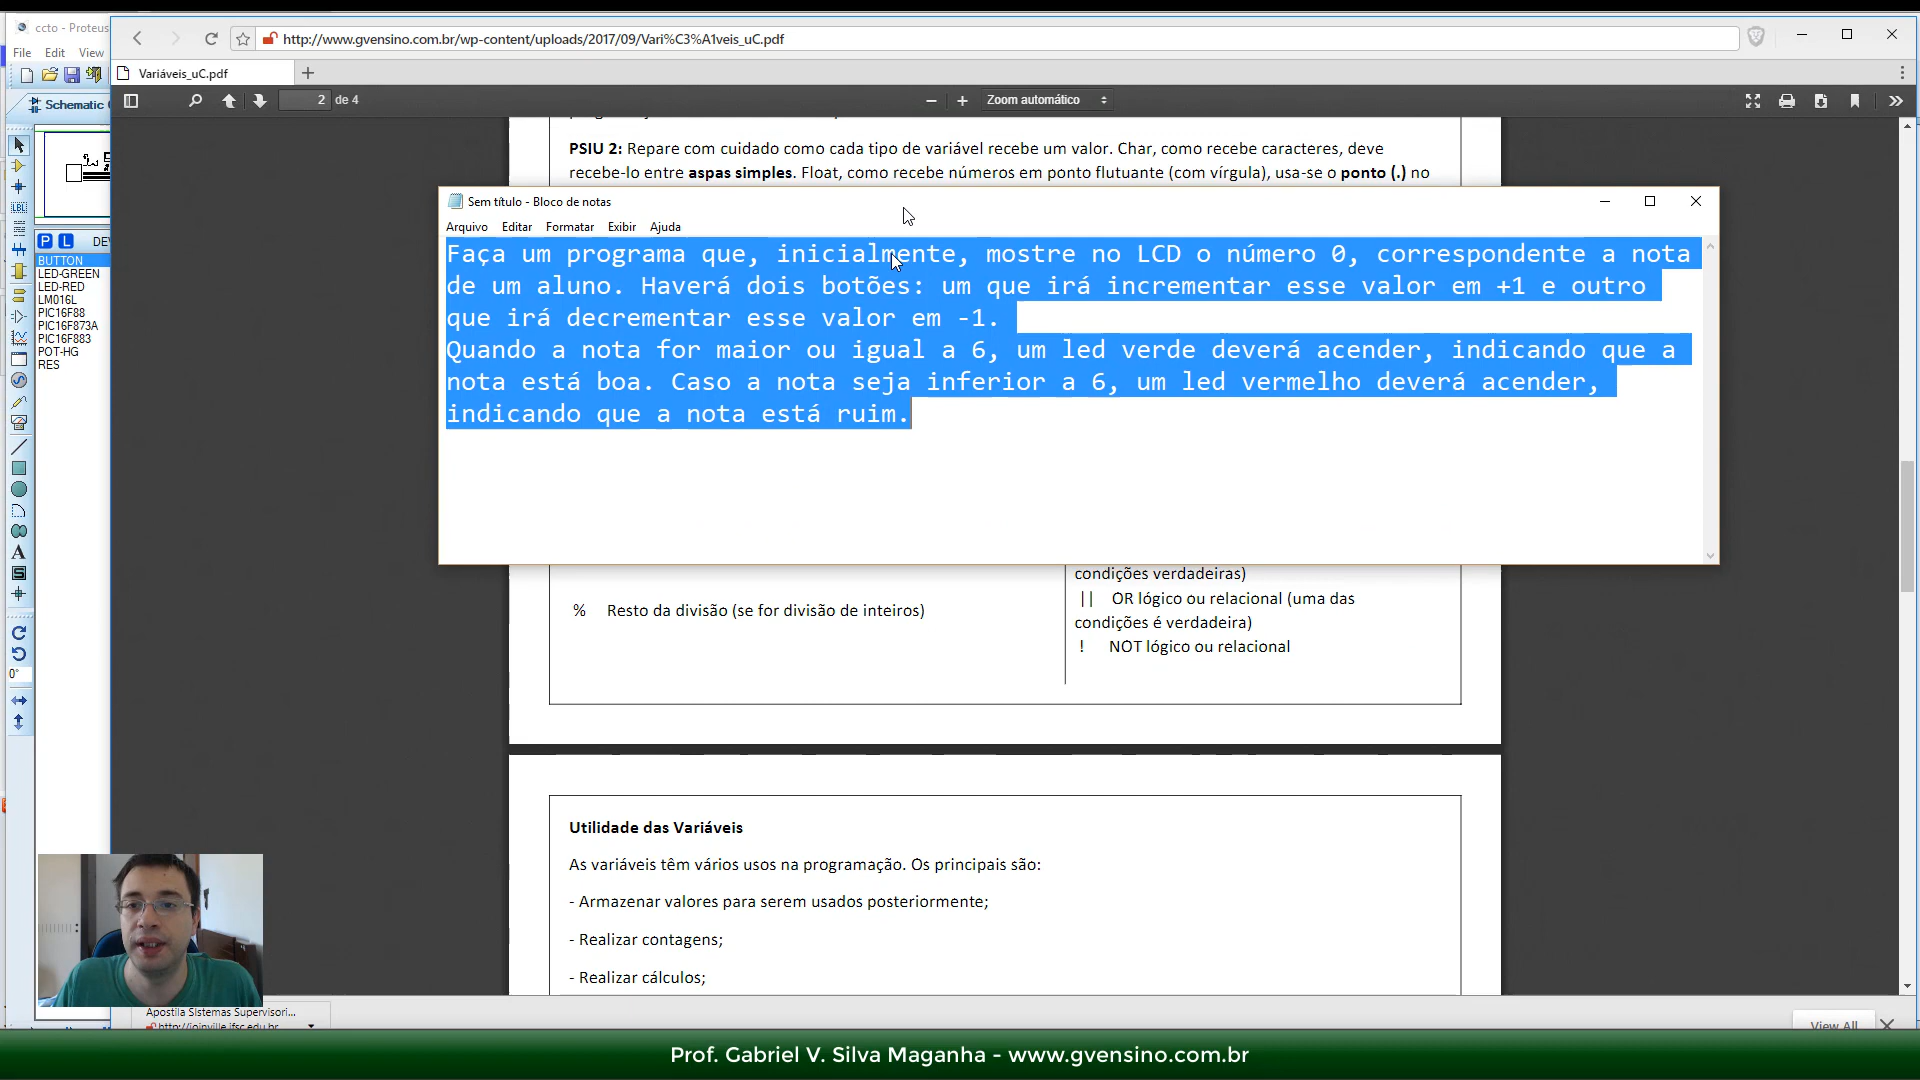 ccto - Proteus
File Edit View
http://www.gvensino.com.br/wp-content/uploads/2017/09/Vari%C3%A1veis_uC.pdf
Variáveis_uC.pdf
2 de 4
Zoom automático
Schematic
PSIU 2: Repare com cuidado como cada tipo de variável recebe um valor. Char, como recebe caracteres, deve
recebe-lo entre aspas simples. Float, como recebe números em ponto flutuante (com vírgula), usa-se o ponto (.) no
Sem título - Bloco de notas
Arquivo Editar Formatar Exibir Ajuda
Faça um programa que, inicialmente, mostre no LCD o número 0, correspondente a nota
de um aluno. Haverá dois botões: um que irá incrementar esse valor em +1 e outro
que irá decrementar esse valor em -1.
Quando a nota for maior ou igual a 6, um led verde deverá acender, indicando que a
nota está boa. Caso a nota seja inferior a 6, um led vermelho deverá acender,
indicando que a nota está ruim.
LBL
P L DEV
BUTTON
LED-GREEN
LED-RED
LM016L
PIC16F88
PIC16F873A
PIC16F883
POT-HG
RES
A
S
0°
condições verdadeiras)
% Resto da divisão (se for divisão de inteiros)
|| OR lógico ou relacional (uma das
condições é verdadeira)
! NOT lógico ou relacional
Utilidade das Variáveis
As variáveis têm vários usos na programação. Os principais são:
- Armazenar valores para serem usados posteriormente;
- Realizar contagens;
- Realizar cálculos;
Apostila Sistemas Supervisori...
http://joinville.ifsc.edu.br
View All
Prof. Gabriel V. Silva Maganha - www.gvensino.com.br